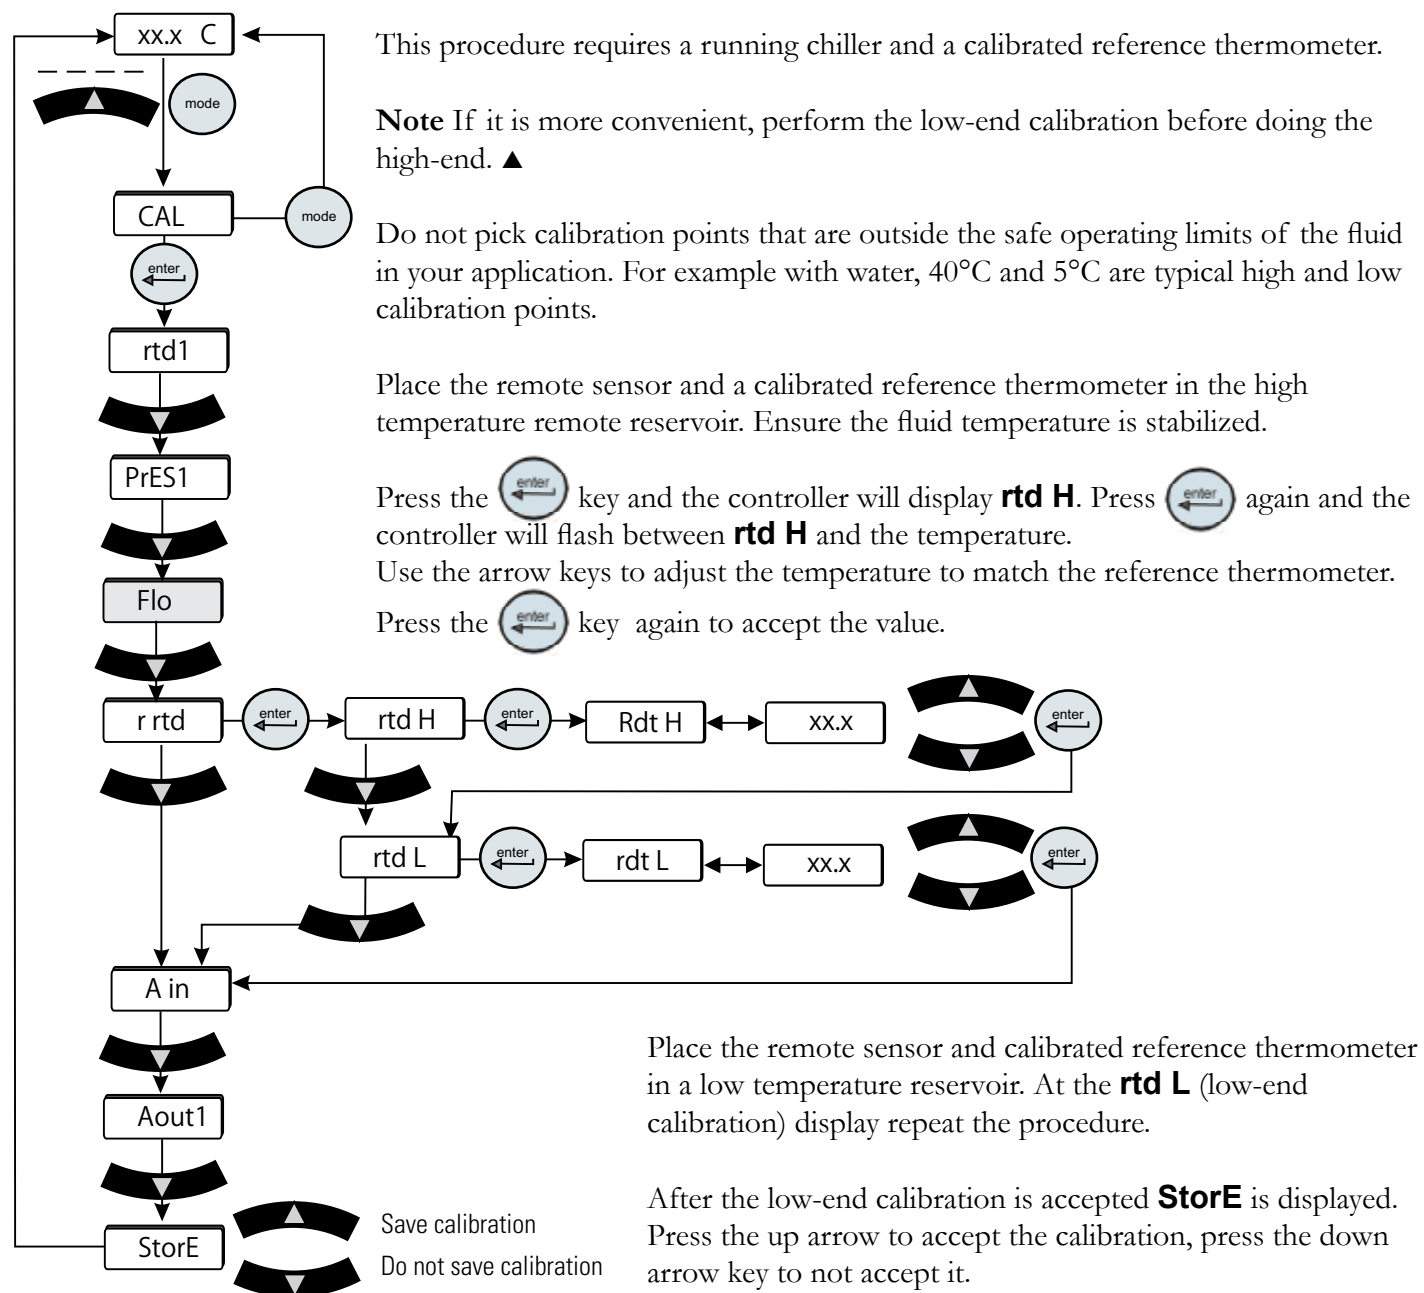 xx.x C
This procedure requires a running chiller and a calibrated reference thermometer.
mode
Note If it is more convenient, perform the low-end calibration before doing the
high-end. ▲
CAL
mode
Do not pick calibration points that are outside the safe operating limits of the fluid
in your application. For example with water, 40°C and 5°C are typical high and low
calibration points.
enter
rtd1
Place the remote sensor and a calibrated reference thermometer in the high
temperature remote reservoir. Ensure the fluid temperature is stabilized.
PrES1
Press the enter key and the controller will display rtd H. Press enter again and the
controller will flash between rtd H and the temperature.
Use the arrow keys to adjust the temperature to match the reference thermometer.
Press the enter key again to accept the value.
Flo
r rtd enter rtd H enter Rdt H xx.x enter
rtd L enter rdt L xx.x enter
A in
Place the remote sensor and calibrated reference thermometer
in a low temperature reservoir. At the rtd L (low-end
calibration) display repeat the procedure.
Aout1
After the low-end calibration is accepted StorE is displayed.
Press the up arrow to accept the calibration, press the down
arrow key to not accept it.
StorE
Save calibration
Do not save calibration